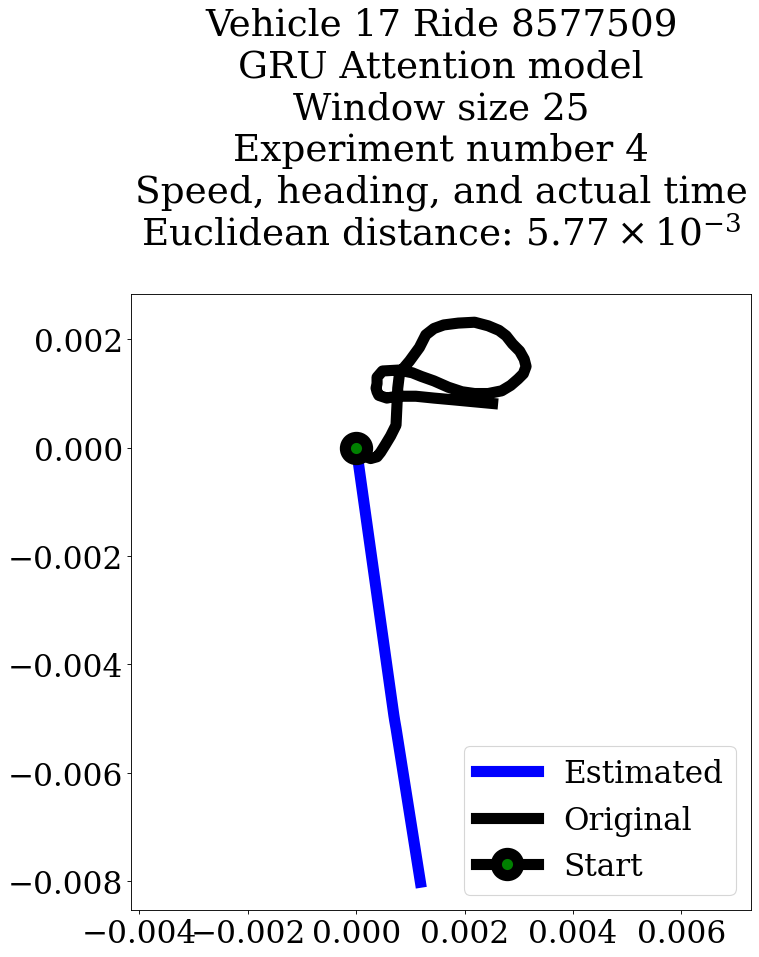 Vehicle 17 Ride 8577509
GRU Attention model
Window size 25
Experiment number 4
Speed, heading, and actual time
Euclidean distance: 5.77 × 10⁻³
0.002
0.000
−0.002
−0.004
−0.006
−0.008
Estimated
Original
Start
−0.004 −0.002 0.000 0.002 0.004 0.006